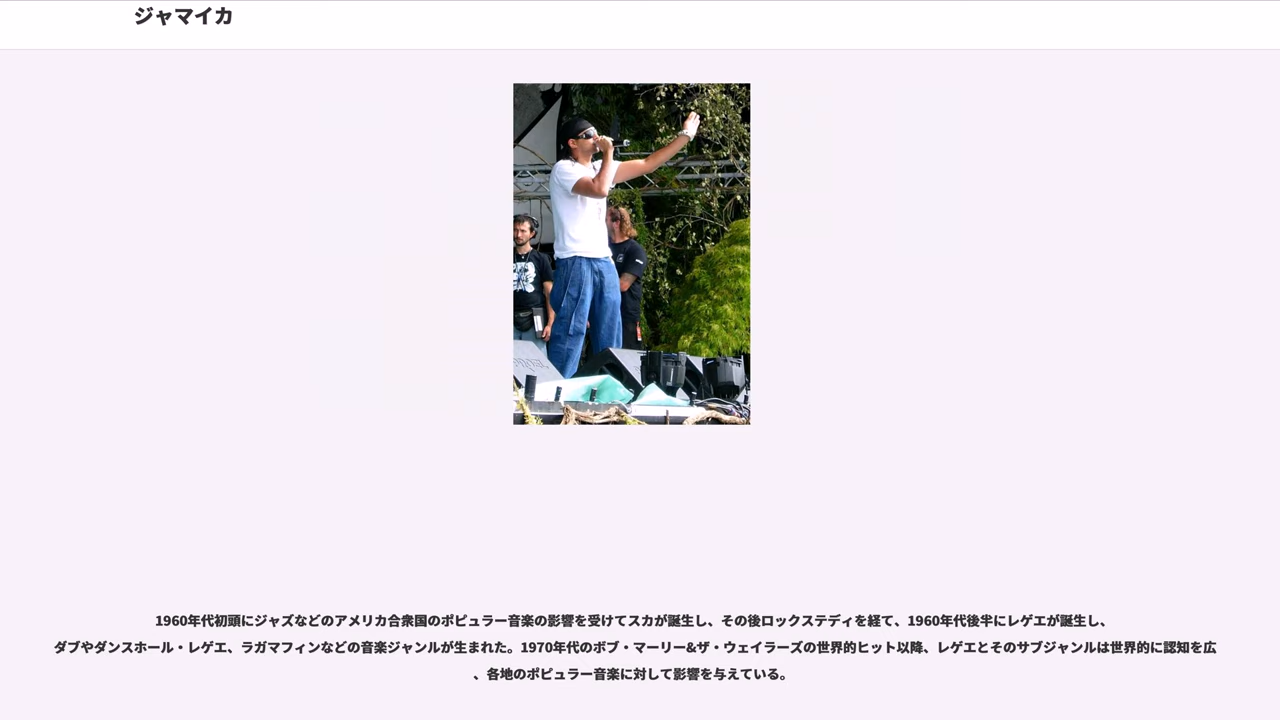 ジャマイカ
1960年代初頭にジャズなどのアメリカ合衆国のポピュラー音楽の影響を受けてスカが誕生し、その後ロックステディを経て、1960年代後半にレゲエが誕生し、
ダブやダンスホール・レゲエ、ラガマフィンなどの音楽ジャンルが生まれた。1970年代のボブ・マーリー&ザ・ウェイラーズの世界的ヒット以降、レゲエとそのサブジャンルは世界的に認知を広
、各地のポピュラー音楽に対して影響を与えている。